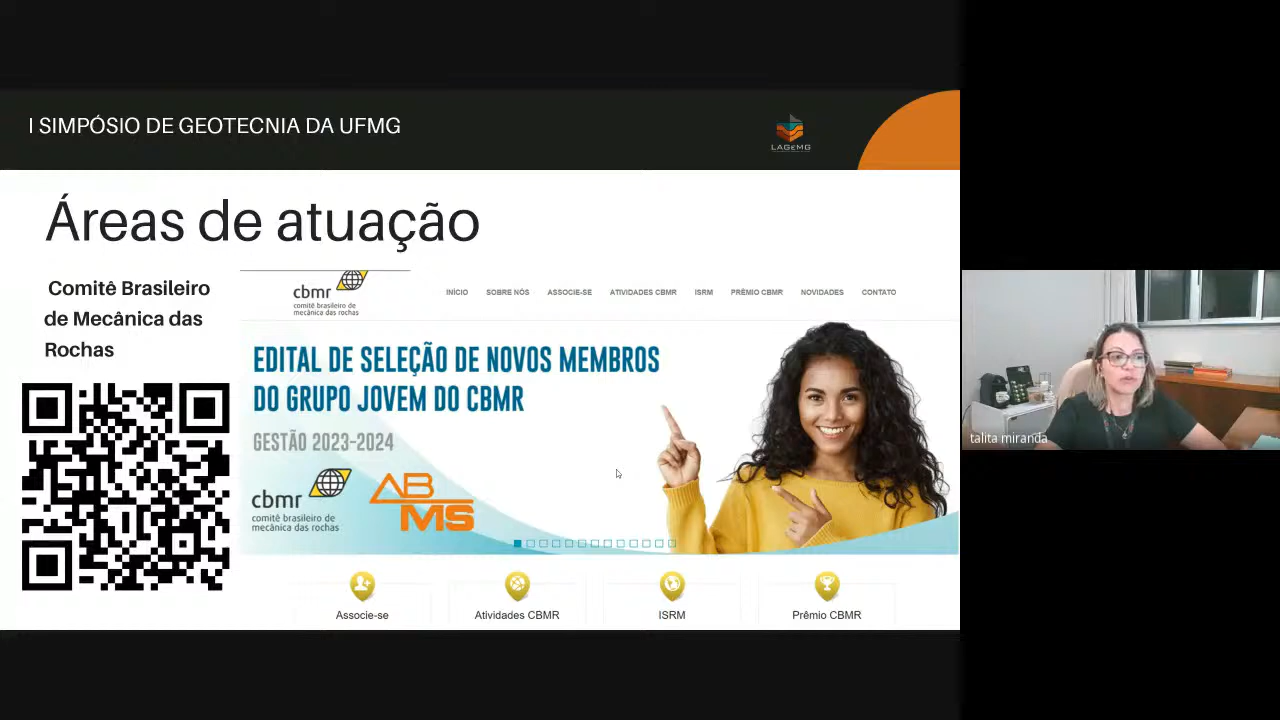 I SIMPÓSIO DE GEOTECNIA DA UFMG
LAGEMG
Áreas de atuação
Comitê Brasileiro
de Mecânica das
Rochas
cbmr
comitê brasileiro de
mecânica das rochas
INÍCIO SOBRE NÓS ASSOCIE-SE ATIVIDADES CBMR ISRM PRÊMIO CBMR NOVIDADES CONTATO
EDITAL DE SELEÇÃO DE NOVOS MEMBROS
DO GRUPO JOVEM DO CBMR
GESTÃO 2023-2024
cbmr
comitê brasileiro de
mecânica das rochas
ABMS
Associe-se Atividades CBMR ISRM Prêmio CBMR
talita miranda